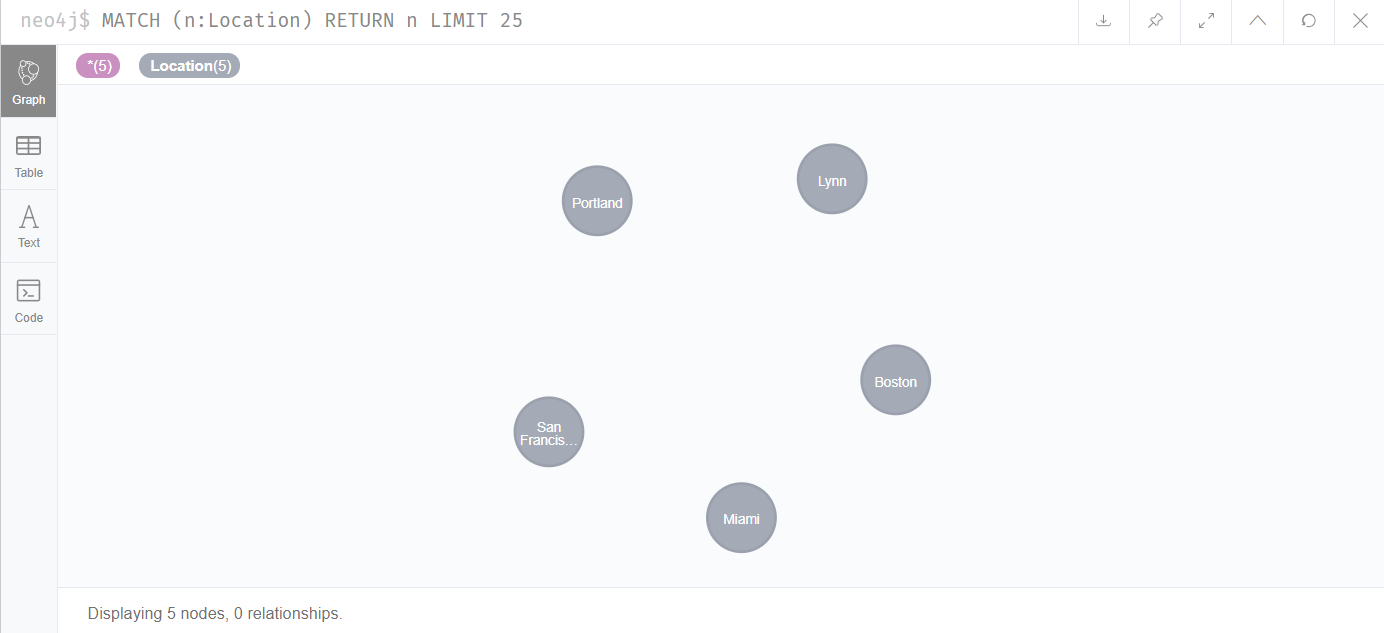 neo4j$ MATCH (n:Location) RETURN n LIMIT 25
*(5) Location(5)
Graph
Table
Text
Code
Portland
Lynn
Boston
San
Francis…
Miami
Displaying 5 nodes, 0 relationships.